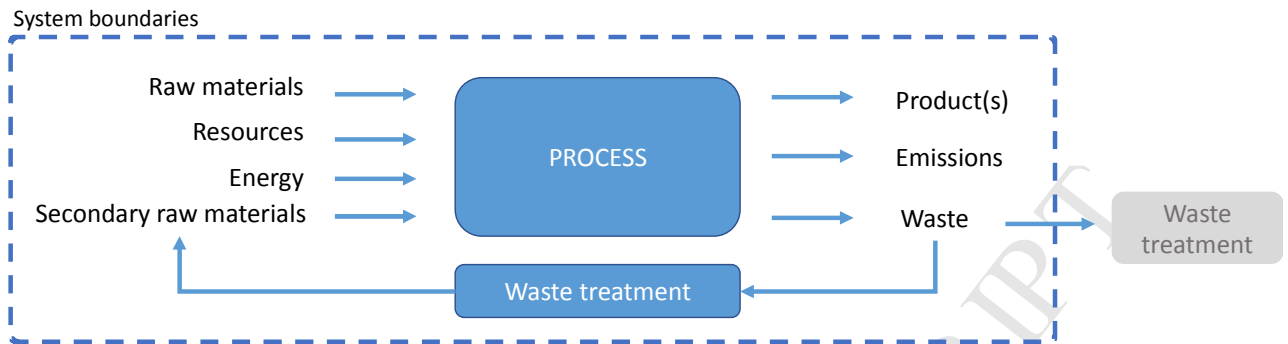 System boundaries
Raw materials
Resources
Energy
Secondary raw materials
PROCESS
Product(s)
Emissions
Waste
Waste treatment
Waste
treatment